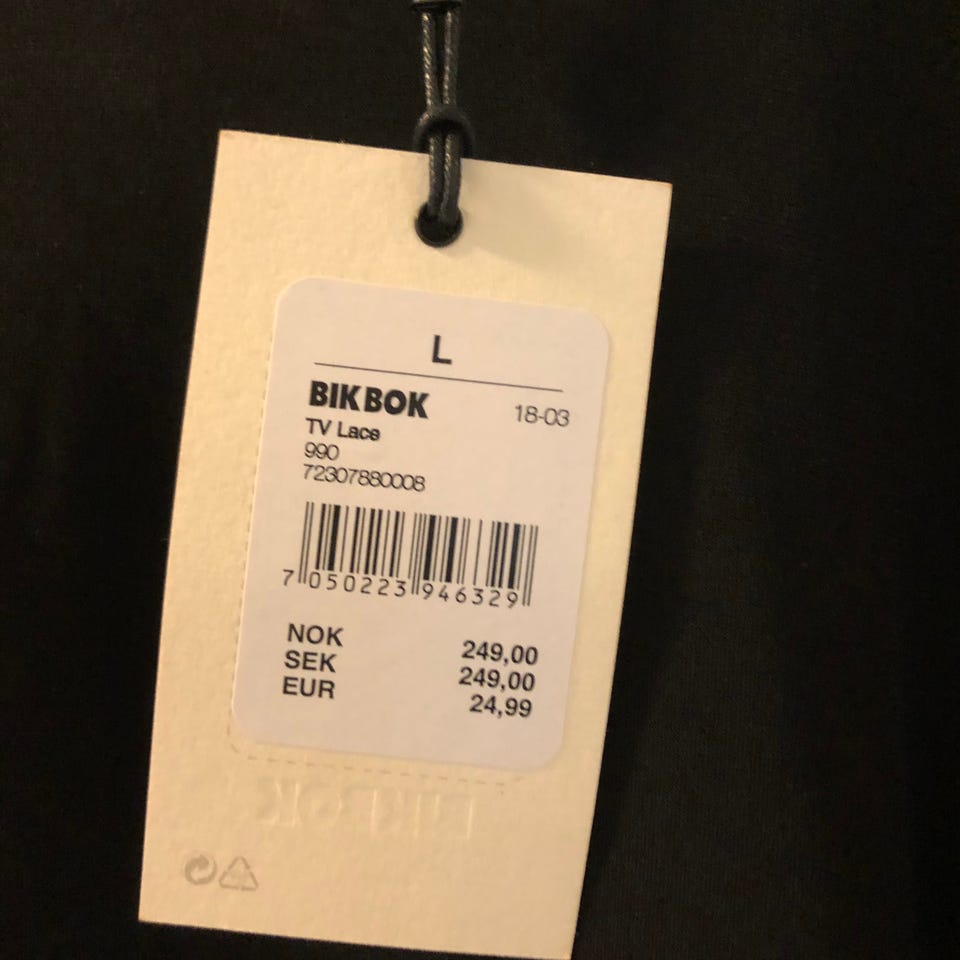 L
BIKBOK
18-03
TV Lace
990
72307880008
7 050223 946329
NOK 249,00
SEK 249,00
EUR 24,99
BIKBOK